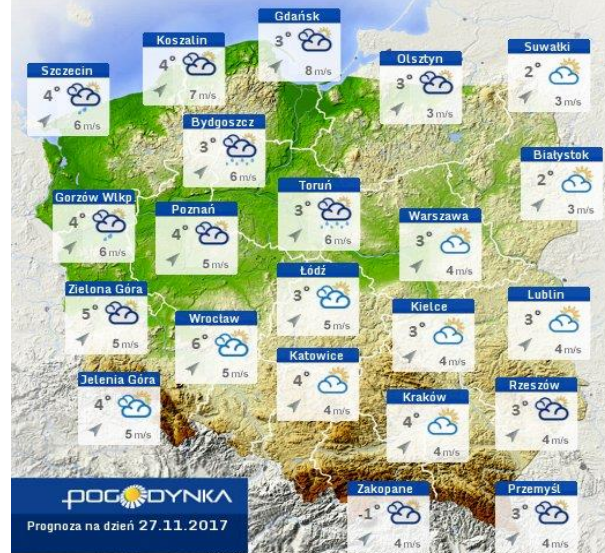 Gdańsk
3°
8 m/s
Koszalin
4°
7 m/s
Suwałki
2°
3 m/s
Olsztyn
3°
3 m/s
Szczecin
4°
6 m/s
Bydgoszcz
3°
6 m/s
Białystok
2°
3 m/s
Toruń
3°
6 m/s
Gorzów Wlkp
4°
6 m/s
Poznań
4°
5 m/s
Warszawa
3°
4 m/s
Łódź
3°
5 m/s
Zielona Góra
5°
5 m/s
Lublin
3°
4 m/s
Kielce
3°
4 m/s
Wrocław
6°
5 m/s
Katowice
4°
4 m/s
Jelenia Góra
4°
5 m/s
Rzeszów
3°
4 m/s
Kraków
4°
4 m/s
Zakopane
-1°
4 m/s
Przemyśl
3°
4 m/s
POGODYNKA
Prognoza na dzień 27.11.2017